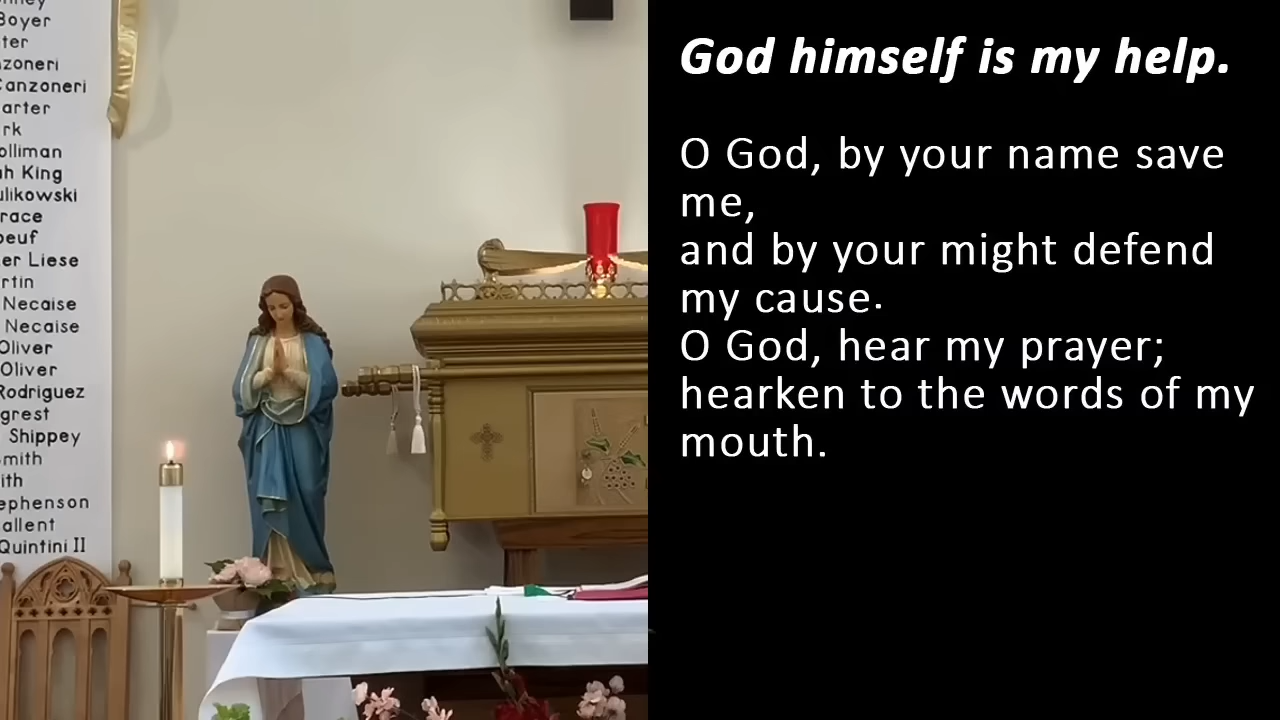 Boyer
Canzoneri
King
Liese
Necaise
Necaise
Oliver
Oliver
Rodriguez
Shippey
Quintini II
God himself is my help.
O God, by your name save
me,
and by your might defend
my cause.
O God, hear my prayer;
hearken to the words of my
mouth.